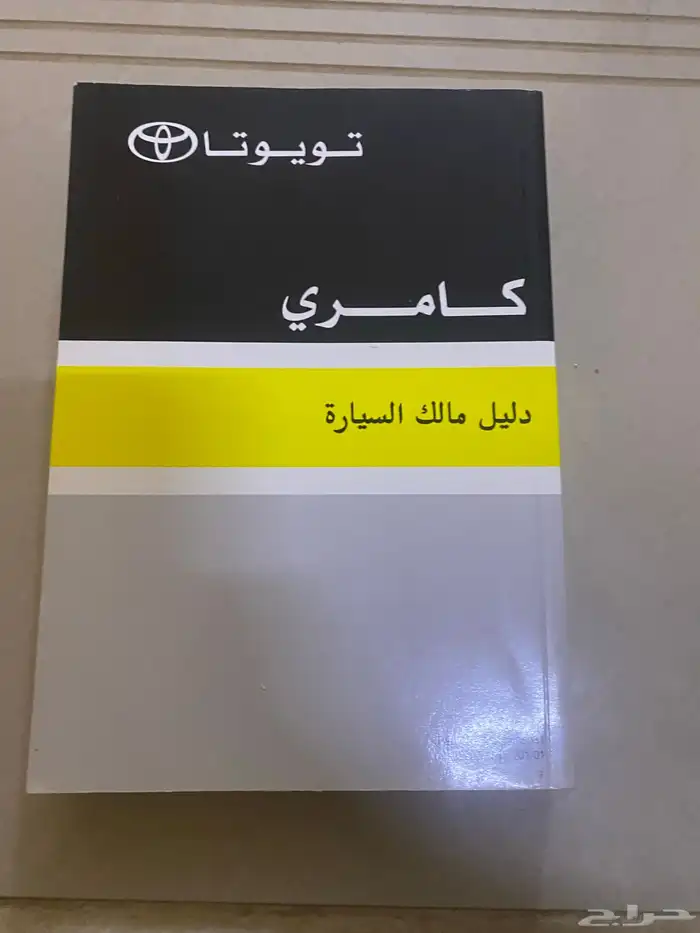 تويوتا
كامري
دليل مالك السيارة
حراج